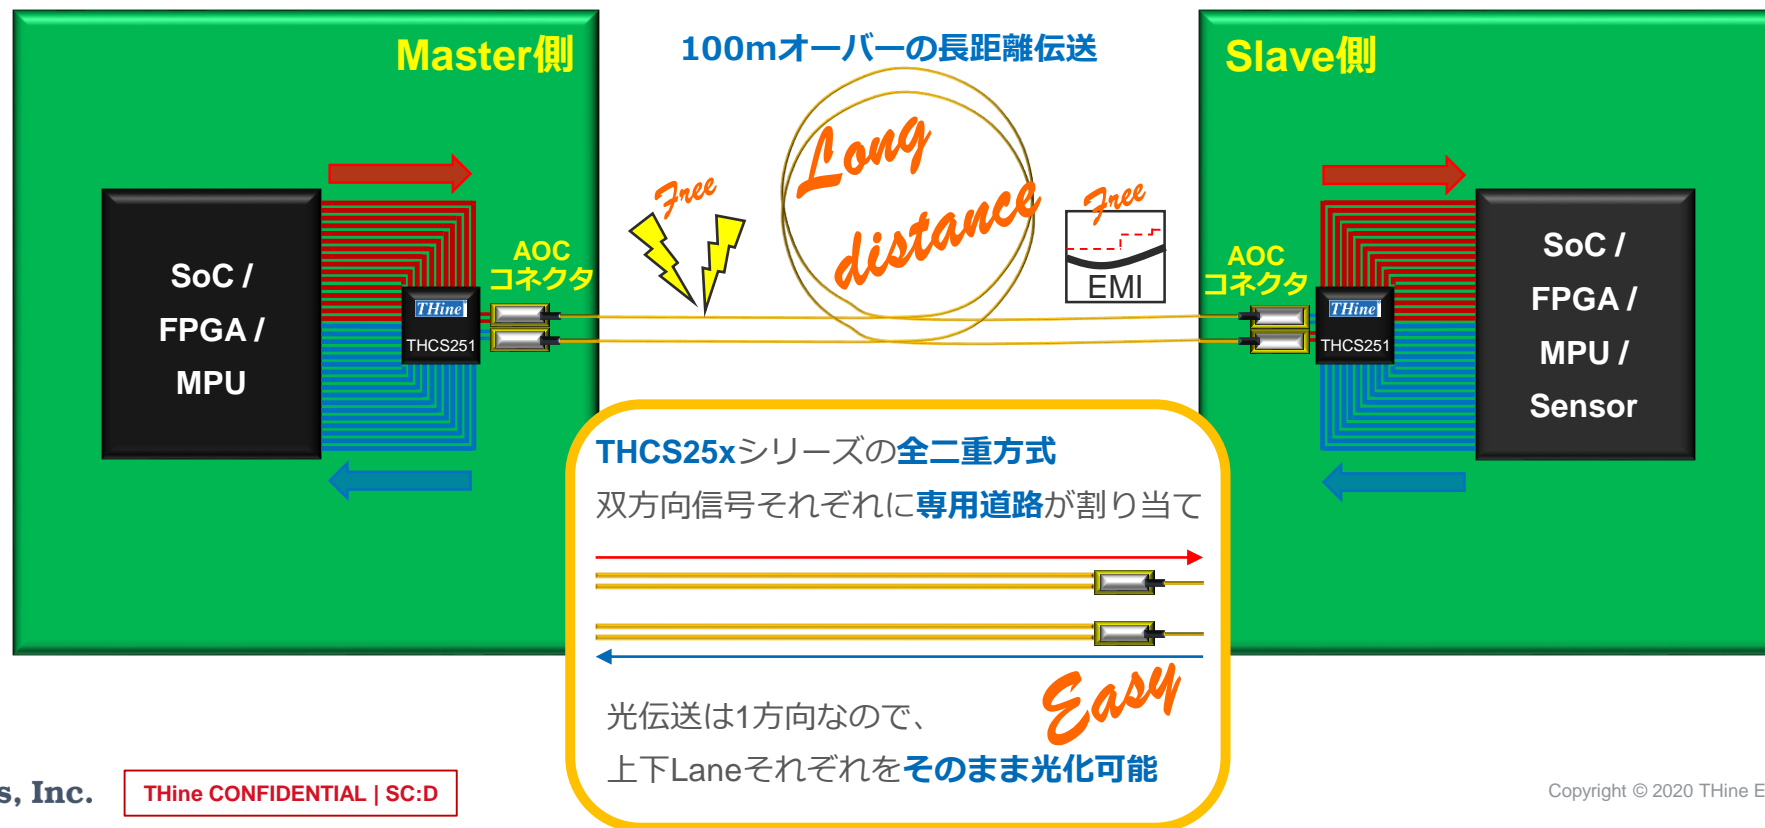 Master側
100mオーバーの長距離伝送
Slave側
Free
Long
distance
Free
EMI
AOC
コネクタ
AOC
コネクタ
SoC /
FPGA /
MPU
THine
THCS251
THine
THCS251
SoC /
FPGA /
MPU /
Sensor
THCS25xシリーズの全二重方式
双方向信号それぞれに専用道路が割り当て
Easy
光伝送は1方向なので、
上下Laneそれぞれをそのまま光化可能
s, Inc.
THine CONFIDENTIAL | SC:D
Copyright © 2020 THine E